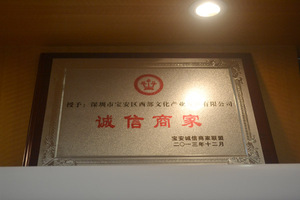 授予:深圳市宝安区西部文化产业有限公司
诚信商家
宝安诚信商家联盟
二〇一三年十二月